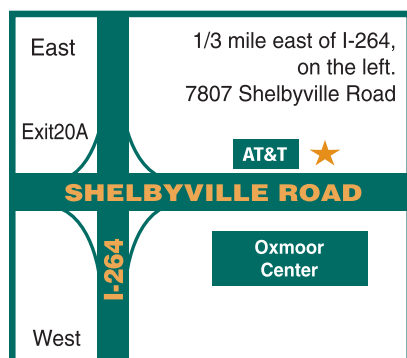 East
1/3 mile east of I-264,
on the left.
7807 Shelbyville Road
Exit20A
AT&T
SHELBYVILLE ROAD
I-264
Oxmoor
Center
West